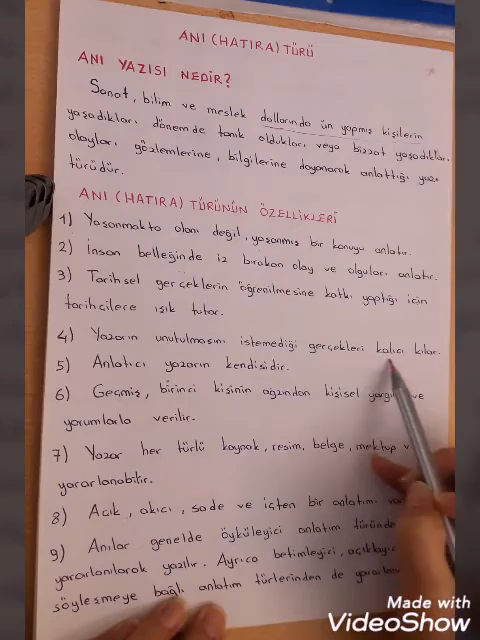 ANI (HATIRA) TÜRÜ
ANI YAZISI NEDİR?
Sanat, bilim ve meslek dallarında ün yapmış kişilerin
yaşadıkları dönemde tanık oldukları veya bizzat yaşadıkları
olayları gözlemlerine, bilgilerine dayanarak anlattığı yazı
türüdür.
ANI (HATIRA) TÜRÜNÜN ÖZELLİKLERİ
1) Yaşanmakta olanı değil, yaşanmış bir konuyu anlatır.
2) İnsan belleğinde iz bırakan olay ve olguları anlatır.
3) Tarihsel gerçeklerin öğrenilmesine katkı yaptığı için
tarihçilere ışık tutar.
4) Yazarın unutulmasını istemediği gerçekleri kalıcı kılar.
5) Anlatıcı yazarın kendisidir.
6) Geçmiş, birinci kişinin ağzından kişisel ve
yorumlarla verilir.
7) Yazar her türlü kaynak, resim, belge, mektup
yararlanabilir.
8) Açık, akıcı, sade ve içten bir anlatımı
9) Anılar genelde öyküleyici anlatım türünde
yararlanılarak yazılır. Ayrıca betimleyici,
söyleşmeye bağlı anlatım türlerinden de
Made with
VideoShow